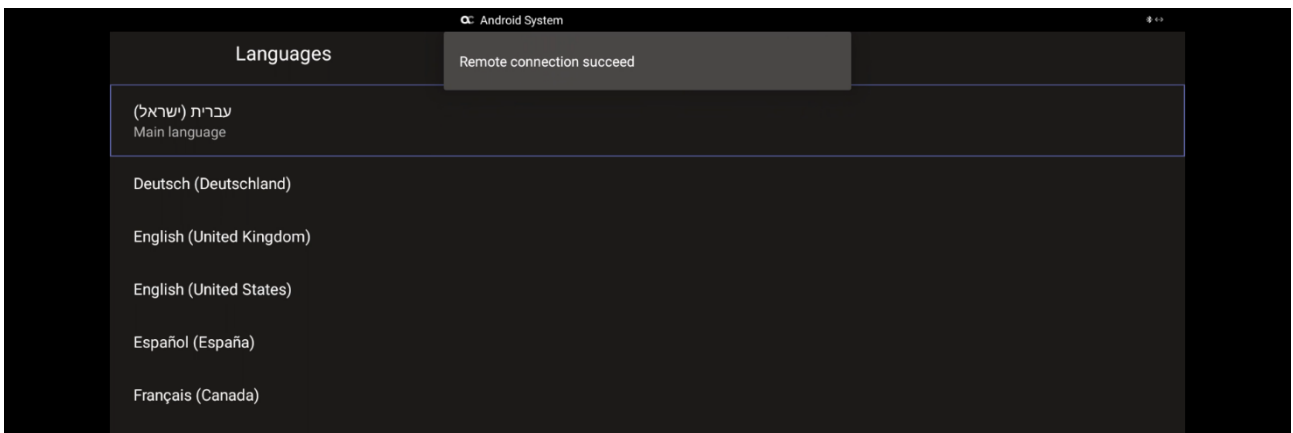 Android System
Languages
Remote connection succeed
עברית (ישראל)
Main language
Deutsch (Deutschland)
English (United Kingdom)
English (United States)
Español (España)
Français (Canada)